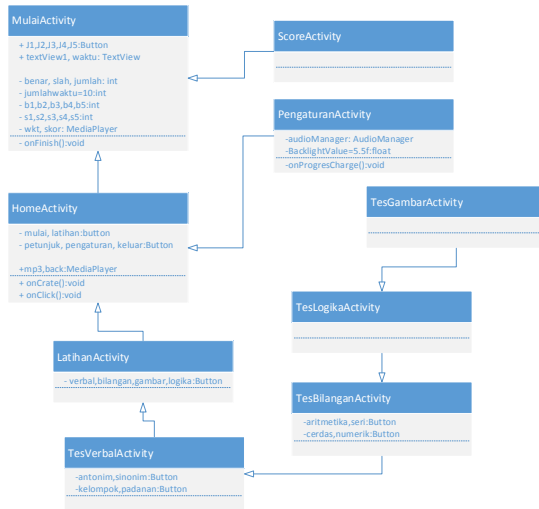 MulaiActivity
+ J1,J2,J3,J4,J5:Button
+ textView1, waktu: TextView
- benar, slah, jumlah: int
- jumlahwaktu=10:int
- b1,b2,b3,b4,b5:int
- s1,s2,s3,s4,s5:int
- wkt, skor: MediaPlayer
- onFinish():void
ScoreActivity
PengaturanActivity
-audioManager: AudioManager
-BacklightValue=5.5f:float
-onProgresCharge():void
HomeActivity
- mulai, latihan:button
- petunjuk, pengaturan, keluar:Button
+mp3,back:MediaPlayer
+ onCrate():void
+ onClick():void
TesGambarActivity
TesLogikaActivity
LatihanActivity
- verbal,bilangan,gambar,logika:Button
TesBilanganActivity
-aritmetika,seri:Button
-cerdas,numerik:Button
TesVerbalActivity
-antonim,sinonim:Button
-kelompok,padanan:Button